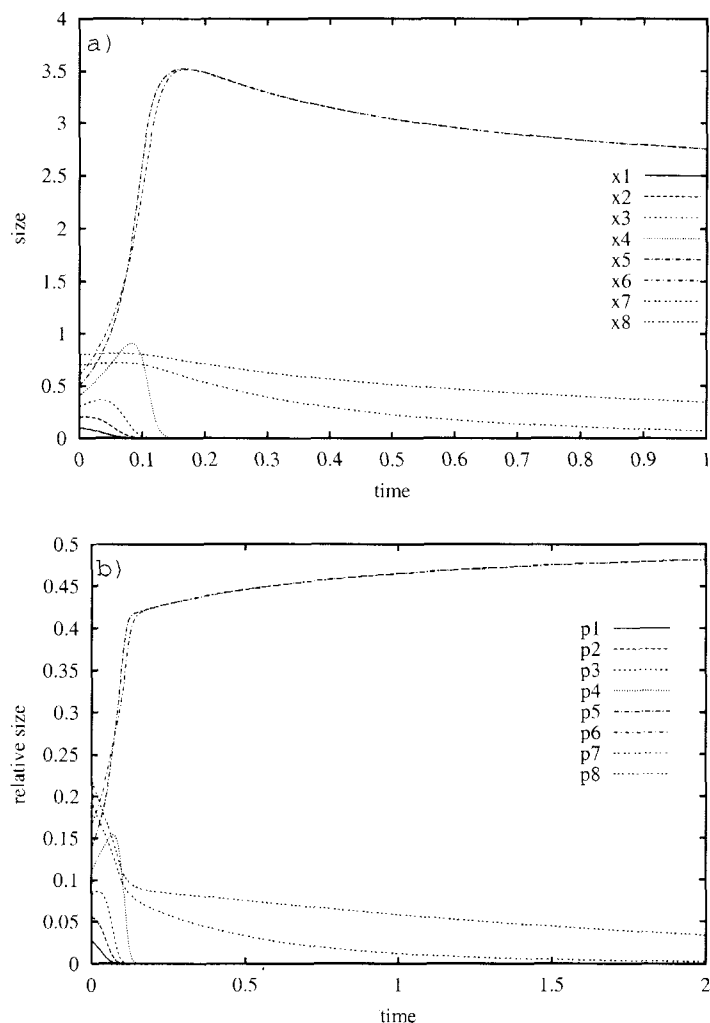 a)
4
3.5
3
2.5
2
1.5
1
0.5
0
size
x1
x2
x3
x4
x5
x6
x7
x8
0 0.1 0.2 0.3 0.4 0.5 0.6 0.7 0.8 0.9 1
time
b)
0.5
0.45
0.4
0.35
0.3
0.25
0.2
0.15
0.1
0.05
0
relative size
p1
p2
p3
p4
p5
p6
p7
p8
0 0.5 1 1.5 2
time